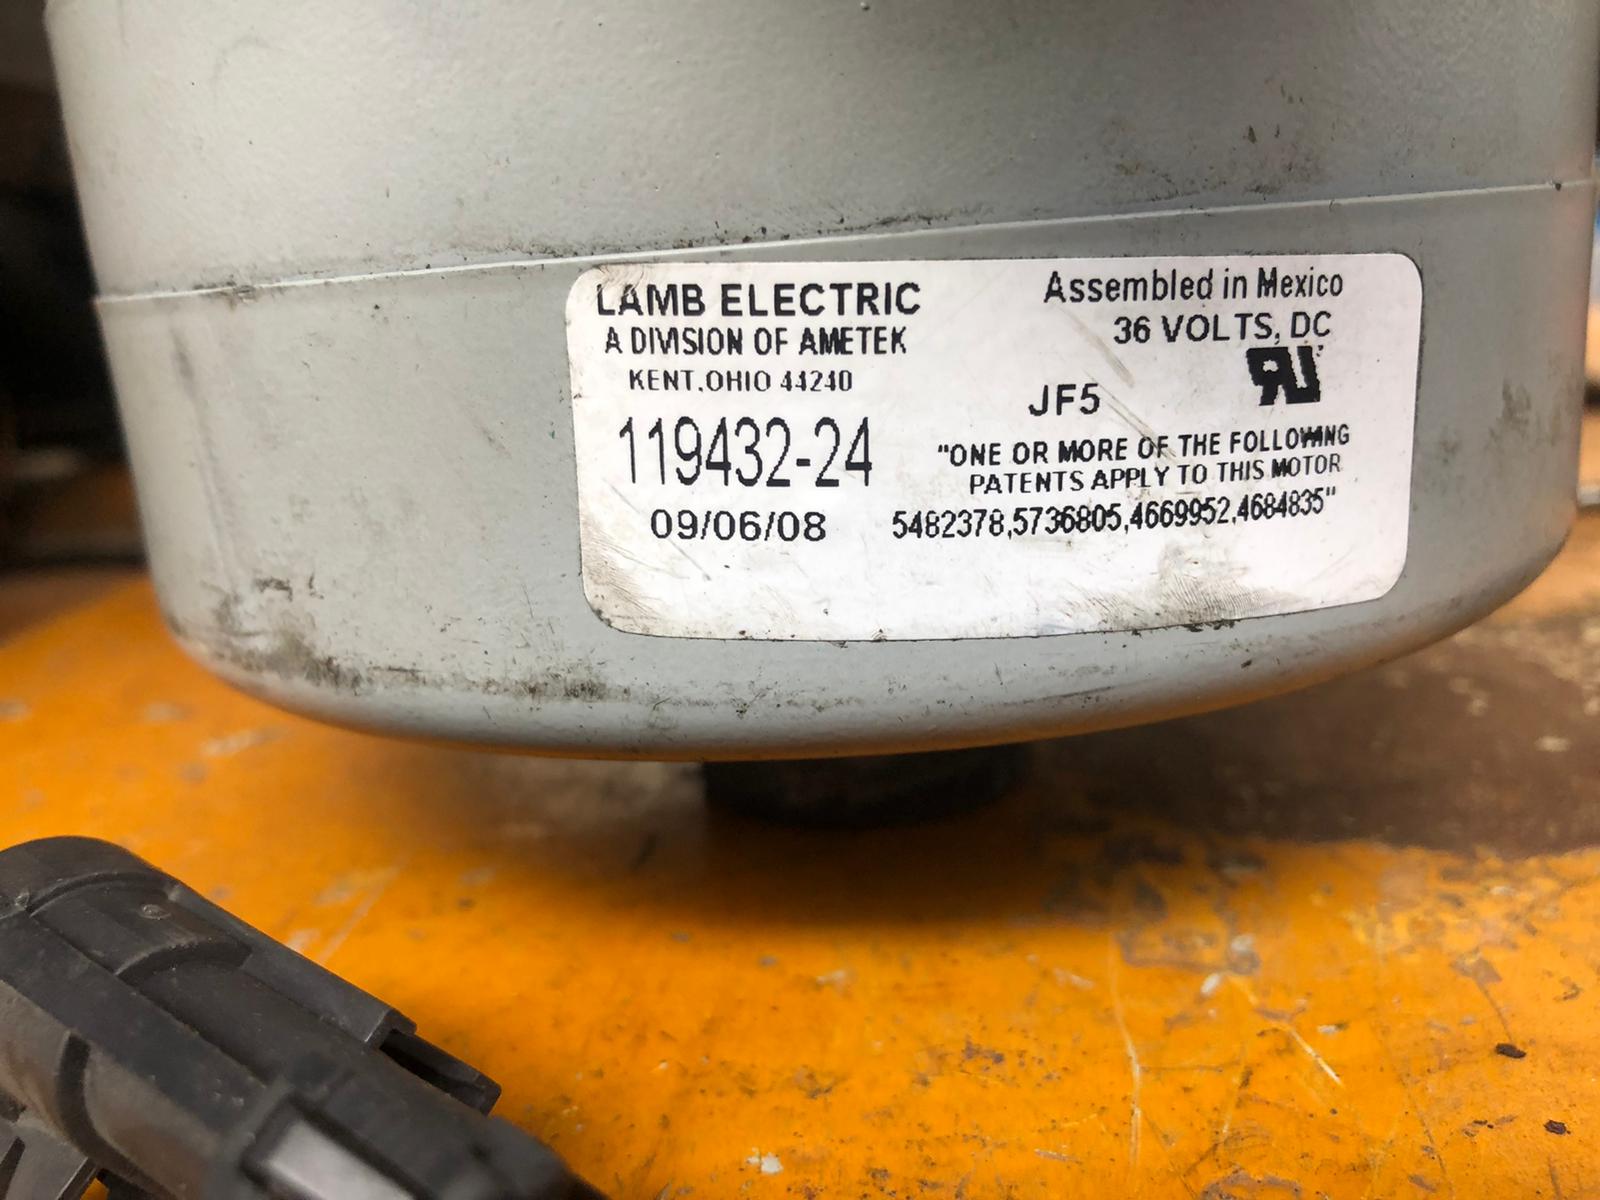 LAMB ELECTRIC
A DIVISION OF AMETEK
KENT, OHIO 44240
119432-24
09/06/08
Assembled in Mexico
36 VOLTS, DC
JF5
"ONE OR MORE OF THE FOLLOWING
PATENTS APPLY TO THIS MOTOR
5482378,5736805,4669952,4684835"